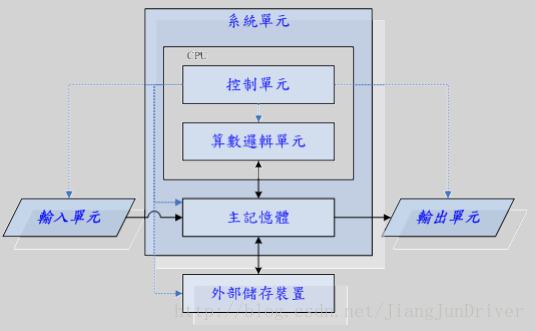 系統單元
CPU
控制單元
算數邏輯單元
輸入單元
主記憶體
輸出單元
外部儲存裝置
http://blog.csdn.net/JiangJunDriver